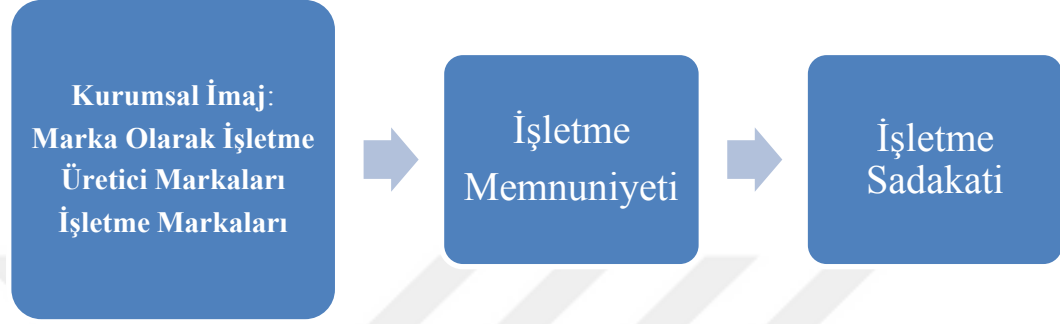 Kurumsal İmaj:
Marka Olarak İşletme
Üretici Markaları
İşletme Markaları
İşletme
Memnuniyeti
İşletme
Sadakati